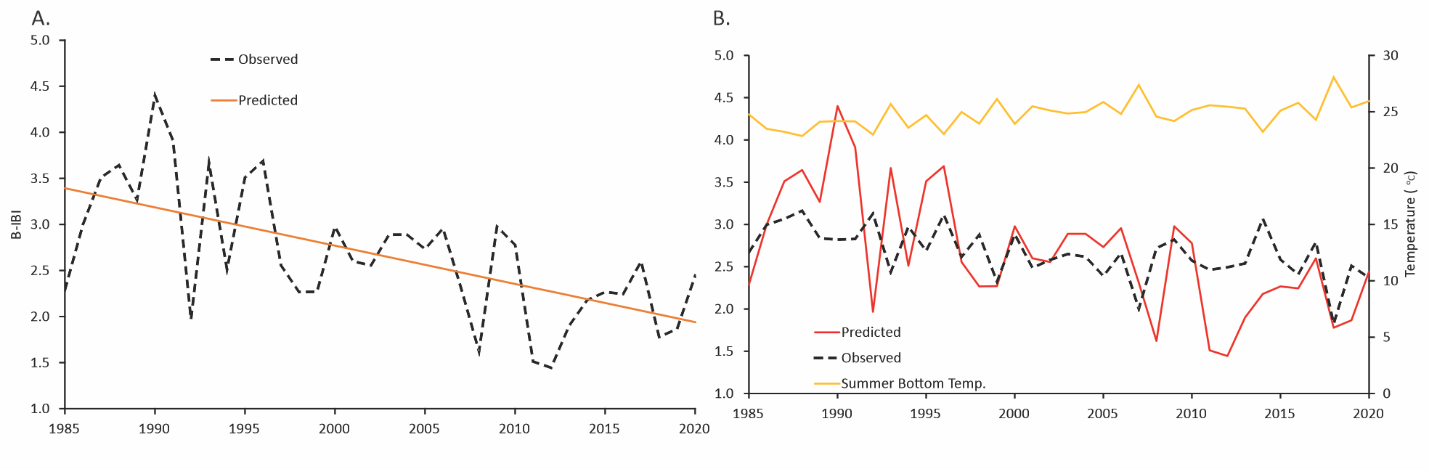 A.
5.0
4.5
4.0
3.5
3.0
2.5
2.0
1.5
1.0
B-IBI
Observed
Predicted
1985 1990 1995 2000 2005 2010 2015 2020
B.
5.0
4.5
4.0
3.5
3.0
2.5
2.0
1.5
1.0
Predicted
Observed
Summer Bottom Temp.
30
25
20
15
10
5
0
Temperature ( °C)
1985 1990 1995 2000 2005 2010 2015 2020